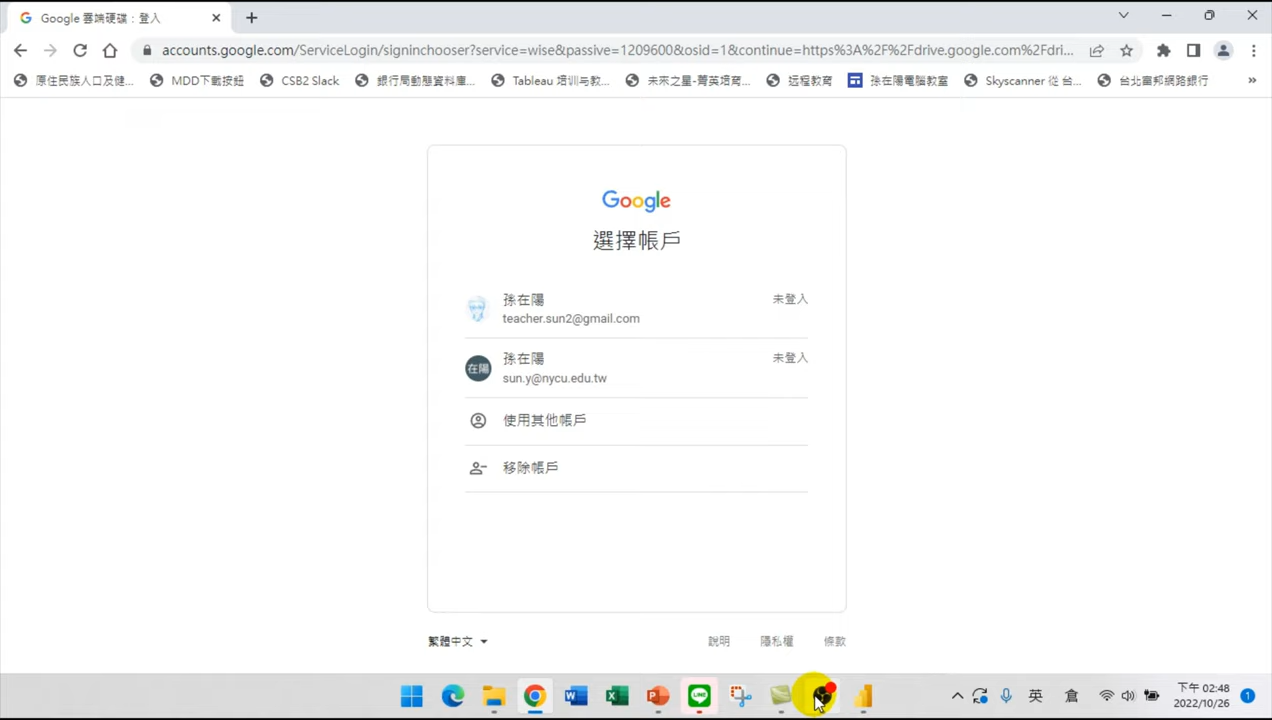 Google 雲端硬碟：登入
accounts.google.com/ServiceLogin/signinchooser?service=wise&passive=1209600&osid=1&continue=https%3A%2F%2Fdrive.google.com%2Fdri...
原住民族人口及健... MDD下載按鈕 CSB2 Slack 銀行局動態資料庫... Tableau 培训与教... 未來之星-菁英培育... 远程教育 孫在陽電腦教室 Skyscanner 從 台... 台北富邦網路銀行 »
Google
選擇帳戶
孫在陽 未登入
teacher.sun2@gmail.com
在陽
孫在陽 未登入
sun.y@nycu.edu.tw
使用其他帳戶
移除帳戶
繁體中文 說明 隱私權 條款
LINE
英 倉 下午 02:48
2022/10/26 1